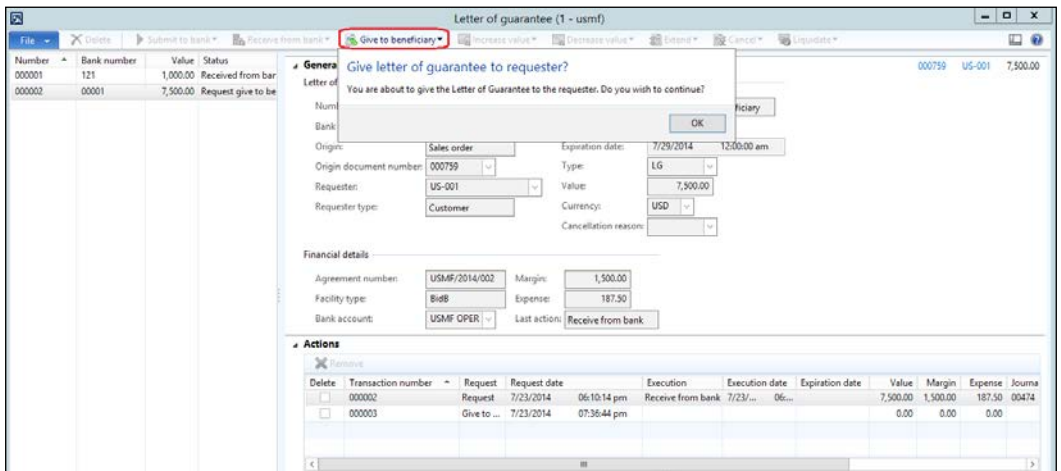 Letter of guarantee (1 - usmf)
File Delete Submit to bank Receive from bank Give to beneficiary Increase value Decrease value Extend Cancel Liquidate
Number Bank number Value Status
000001 121 1,000.00 Received from ban
000002 00001 7,500.00 Request give to be
Genera
000759 US-001 7,500.00
Give letter of guarantee to requester?
You are about to give the Letter of Guarantee to the requester. Do you wish to continue?
OK
Letter of
Numb
ficiary
Bank
Origin: Sales order Expiration date: 7/29/2014 12:00:00 am
Origin document number: 000759 Type: LG
Requester: US-001 Value: 7,500.00
Requester type: Customer Currency: USD
Cancellation reason:
Financial details
Agreement number: USMF/2014/002 Margin: 1,500.00
Facility type: BidB Expense: 187.50
Bank account: USMF OPER Last action: Receive from bank
Actions
Remove
Delete Transaction number Request Request date Execution Execution date Expiration date Value Margin Expense Journa
000002 Request 7/23/2014 06:10:14 pm Receive from bank 7/23/... 06:... 7,500.00 1,500.00 187.50 00474
000003 Give to ... 7/23/2014 07:36:44 pm 0.00 0.00 0.00